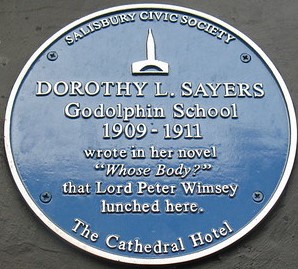 SALISBURY CIVIC SOCIETY
DOROTHY L. SAYERS
Godolphin School
1909 - 1911
wrote in her novel
"Whose Body?"
that Lord Peter Wimsey
lunched here.
The Cathedral Hotel